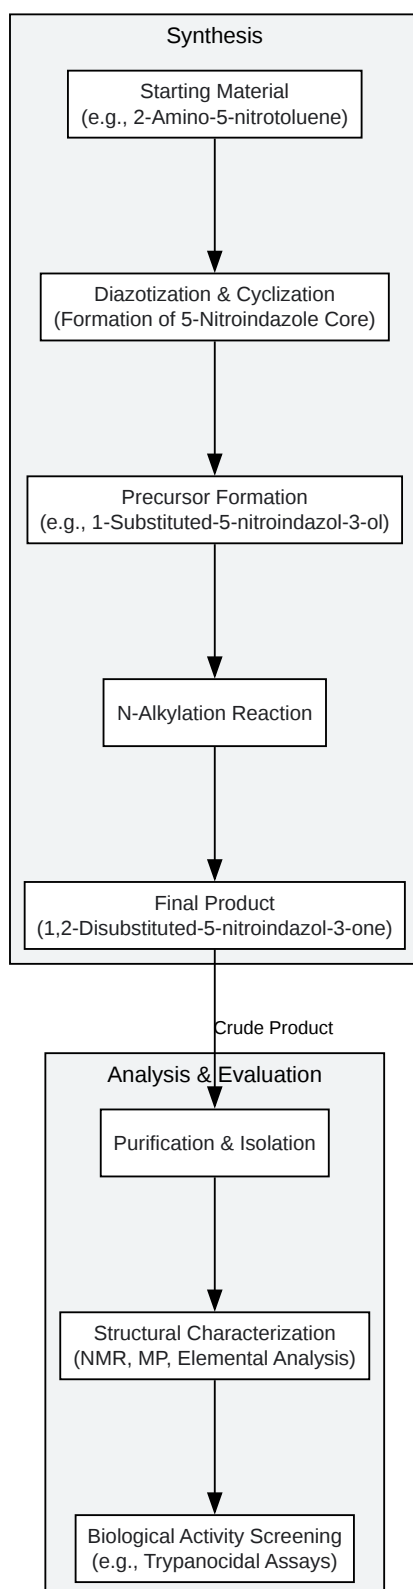 Synthesis
Starting Material
(e.g., 2-Amino-5-nitrotoluene)
Diazotization & Cyclization
(Formation of 5-Nitroindazole Core)
Precursor Formation
(e.g., 1-Substituted-5-nitroindazol-3-ol)
N-Alkylation Reaction
Final Product
(1,2-Disubstituted-5-nitroindazol-3-one)
Crude Product
Analysis & Evaluation
Purification & Isolation
Structural Characterization
(NMR, MP, Elemental Analysis)
Biological Activity Screening
(e.g., Trypanocidal Assays)